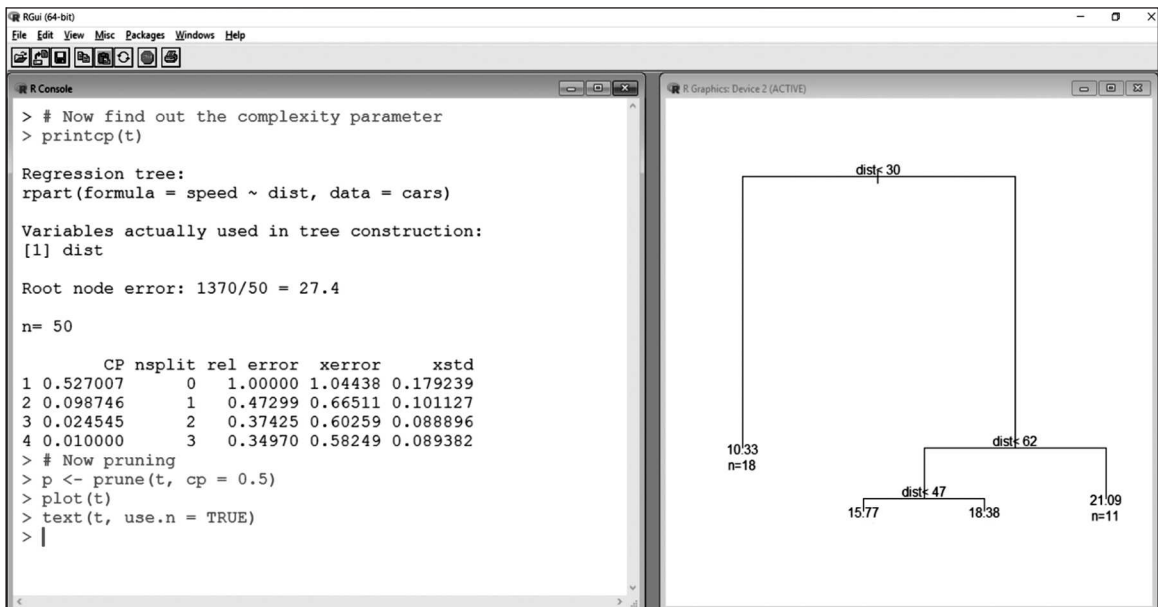 RGui (64-bit)
File Edit View Misc Packages Windows Help
R Console
> # Now find out the complexity parameter
> printcp(t)
Regression tree:
rpart(formula = speed ~ dist, data = cars)
Variables actually used in tree construction:
[1] dist
Root node error: 1370/50 = 27.4
n= 50
CP nsplit rel error xerror xstd
1 0.527007 0 1.00000 1.04438 0.179239
2 0.098746 1 0.47299 0.66511 0.101127
3 0.024545 2 0.37425 0.60259 0.088896
4 0.010000 3 0.34970 0.58249 0.089382
> # Now pruning
> p <- prune(t, cp = 0.5)
> plot(t)
> text(t, use.n = TRUE)
>
R Graphics: Device 2 (ACTIVE)
dist< 30
dist< 62
10.33
n=18
dist< 47
15.77
18.38
21.09
n=11